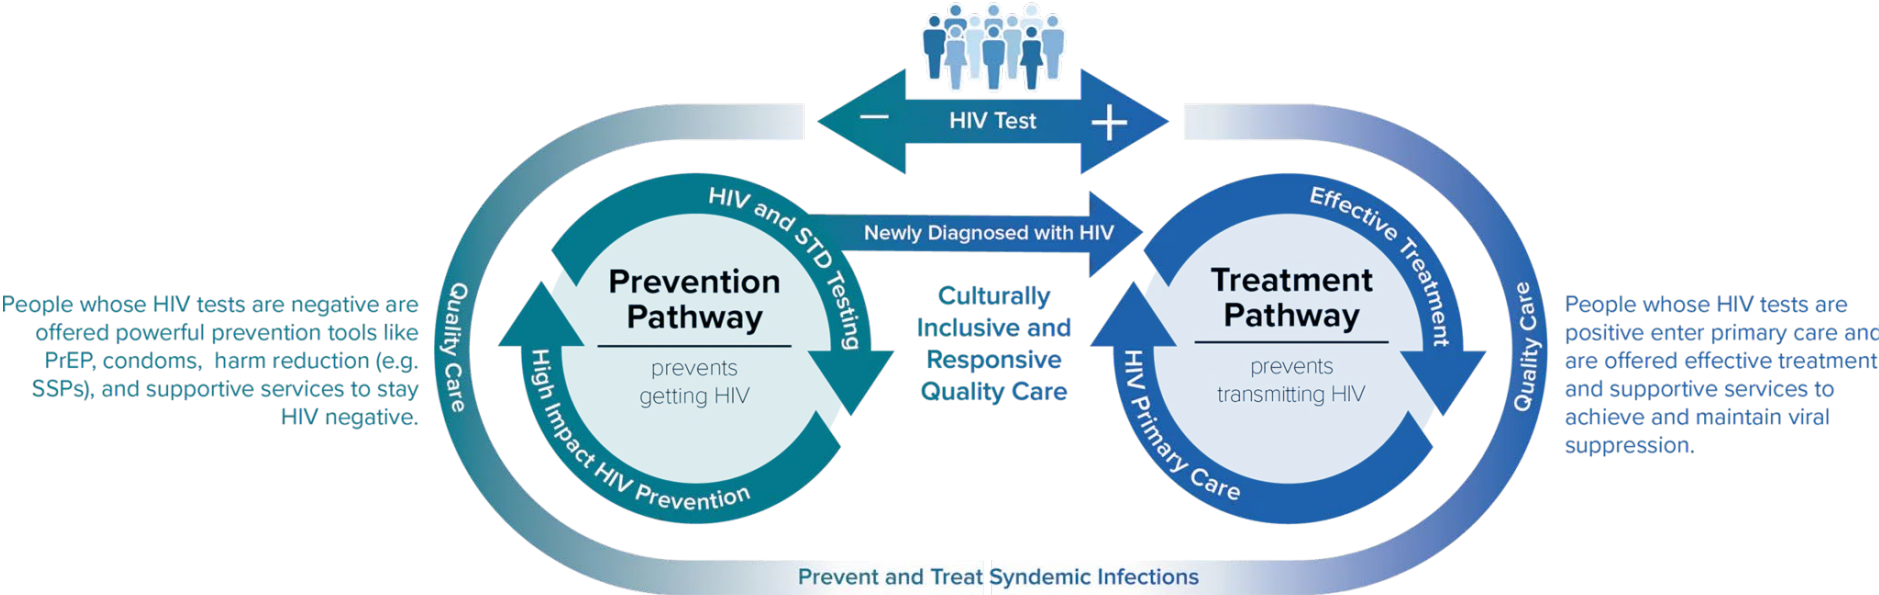 − HIV Test +
Newly Diagnosed with HIV
HIV and STD Testing
High Impact HIV Prevention
Prevention
Pathway
prevents
getting HIV
Culturally
Inclusive and
Responsive
Quality Care
Effective Treatment
HIV Primary Care
Treatment
Pathway
prevents
transmitting HIV
Quality Care
Quality Care
People whose HIV tests are negative are
offered powerful prevention tools like
PrEP, condoms, harm reduction (e.g.
SSPs), and supportive services to stay
HIV negative.
People whose HIV tests are
positive enter primary care and
are offered effective treatment
and supportive services to
achieve and maintain viral
suppression.
Prevent and Treat Syndemic Infections